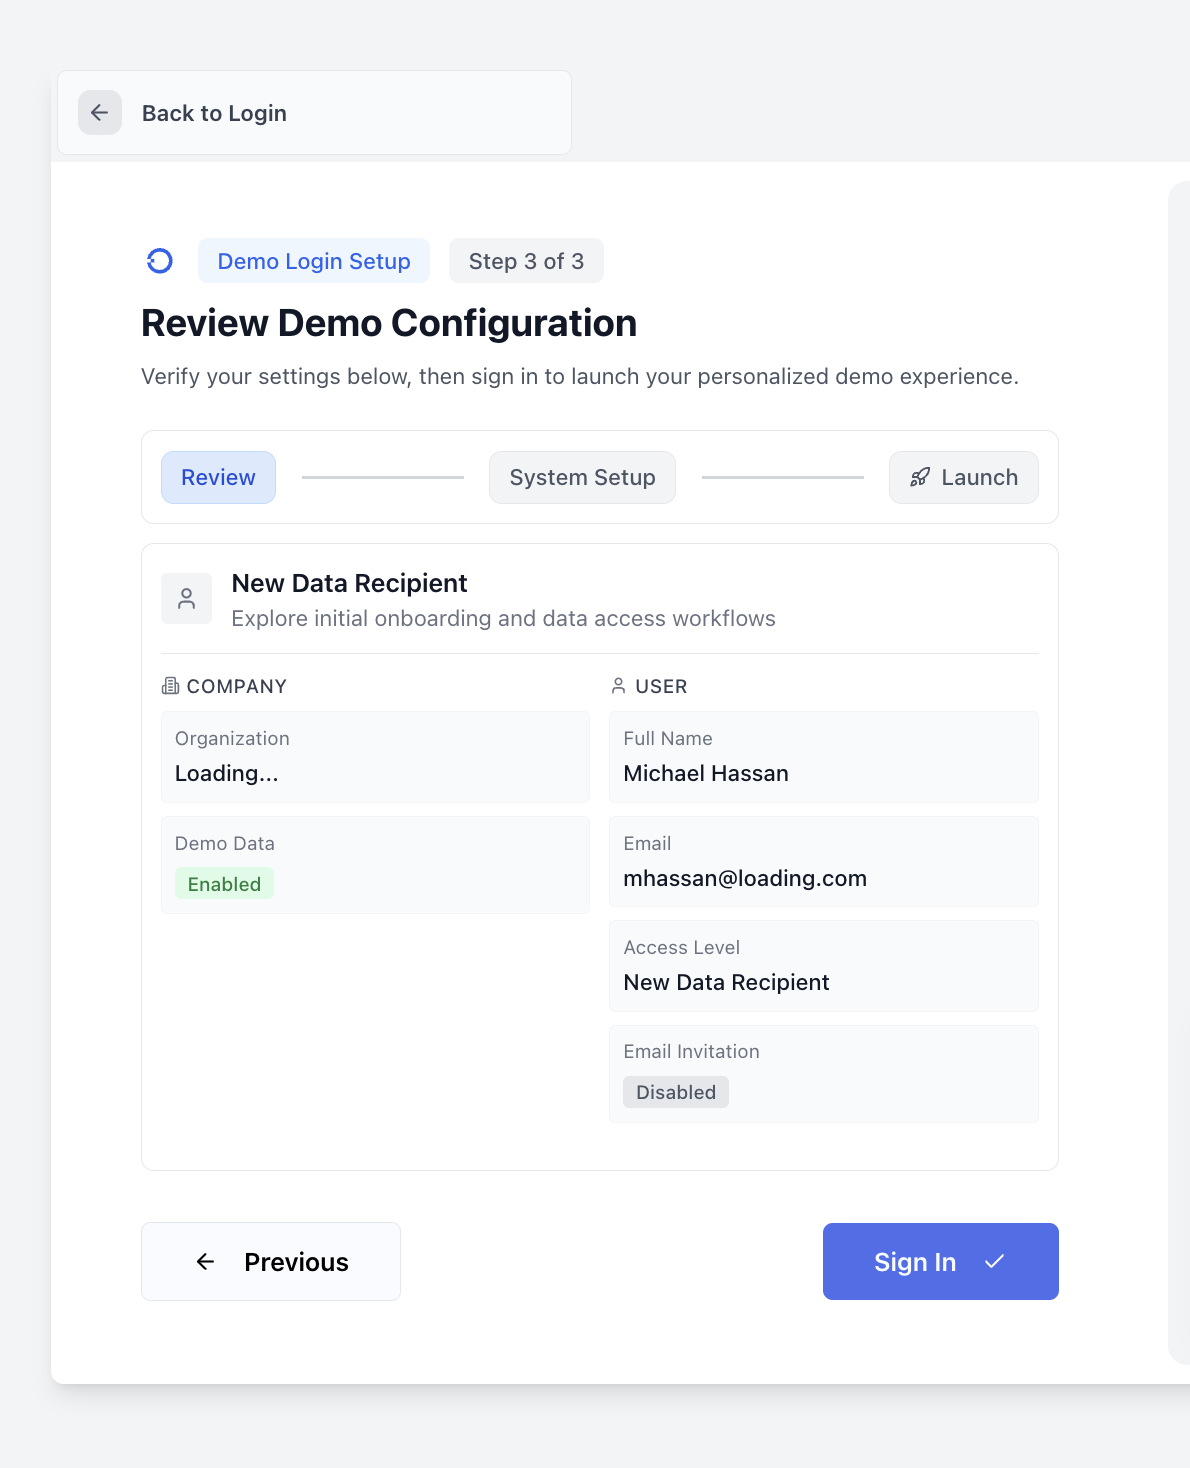 Back to Login
Demo Login Setup
Step 3 of 3
Review Demo Configuration
Verify your settings below, then sign in to launch your personalized demo experience.
Review
System Setup
Launch
New Data Recipient
Explore initial onboarding and data access workflows
COMPANY
Organization
Loading...
Demo Data
Enabled
USER
Full Name
Michael Hassan
Email
mhassan@loading.com
Access Level
New Data Recipient
Email Invitation
Disabled
Previous
Sign In